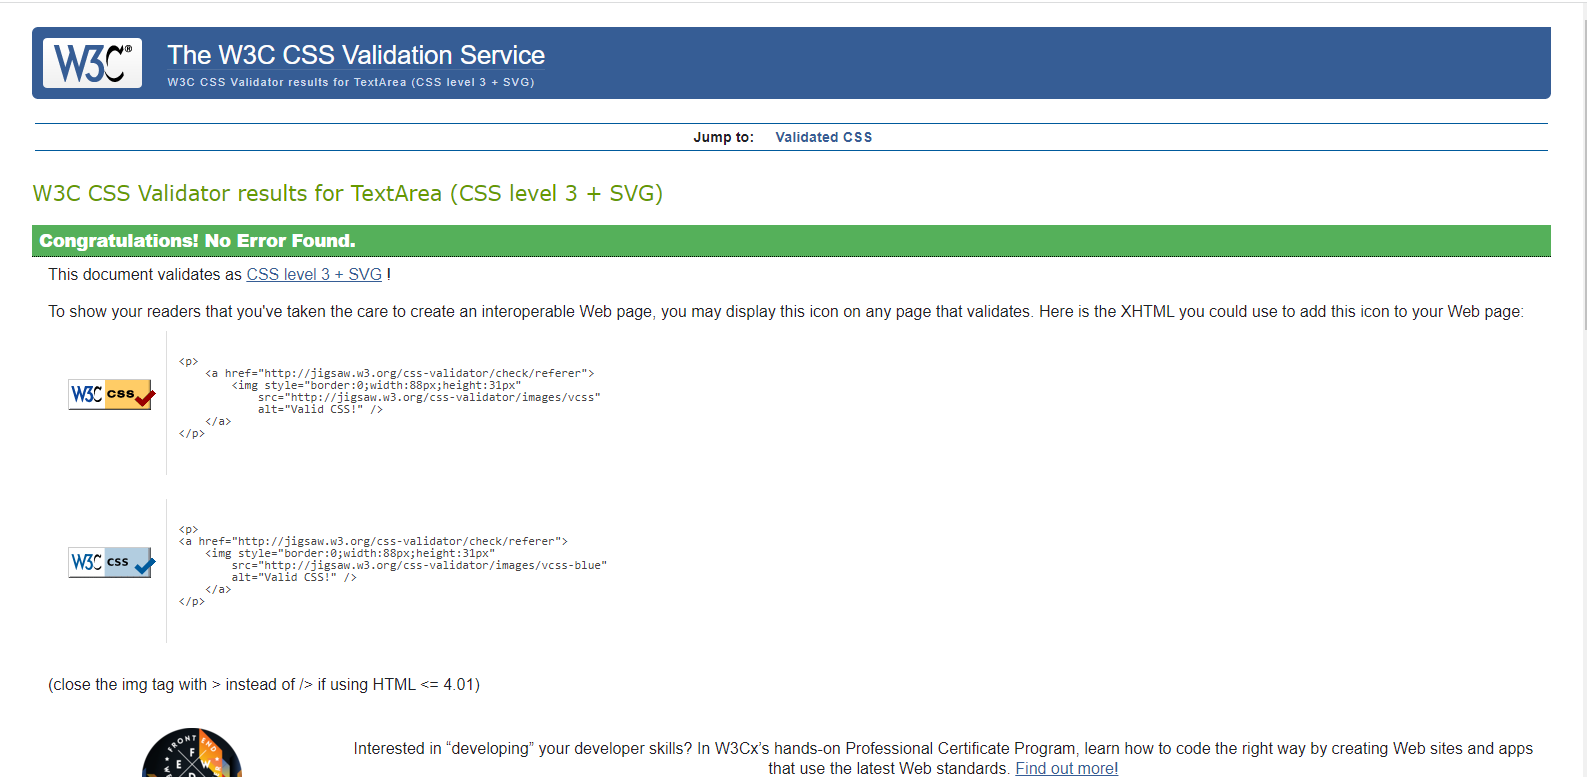 W3C®
The W3C CSS Validation Service
W3C CSS Validator results for TextArea (CSS level 3 + SVG)
Jump to: Validated CSS
W3C CSS Validator results for TextArea (CSS level 3 + SVG)
Congratulations! No Error Found.
This document validates as CSS level 3 + SVG !
To show your readers that you've taken the care to create an interoperable Web page, you may display this icon on any page that validates. Here is the XHTML you could use to add this icon to your Web page:
W3C css
<p>
<a href="http://jigsaw.w3.org/css-validator/check/referer">
<img style="border:0;width:88px;height:31px"
src="http://jigsaw.w3.org/css-validator/images/vcss"
alt="Valid CSS!" />
</a>
</p>
W3C css
<p>
<a href="http://jigsaw.w3.org/css-validator/check/referer">
<img style="border:0;width:88px;height:31px"
src="http://jigsaw.w3.org/css-validator/images/vcss-blue"
alt="Valid CSS!" />
</a>
</p>
(close the img tag with > instead of /> if using HTML <= 4.01)
FRONT END
F
E W
Interested in “developing” your developer skills? In W3Cx’s hands-on Professional Certificate Program, learn how to code the right way by creating Web sites and apps
that use the latest Web standards. Find out more!